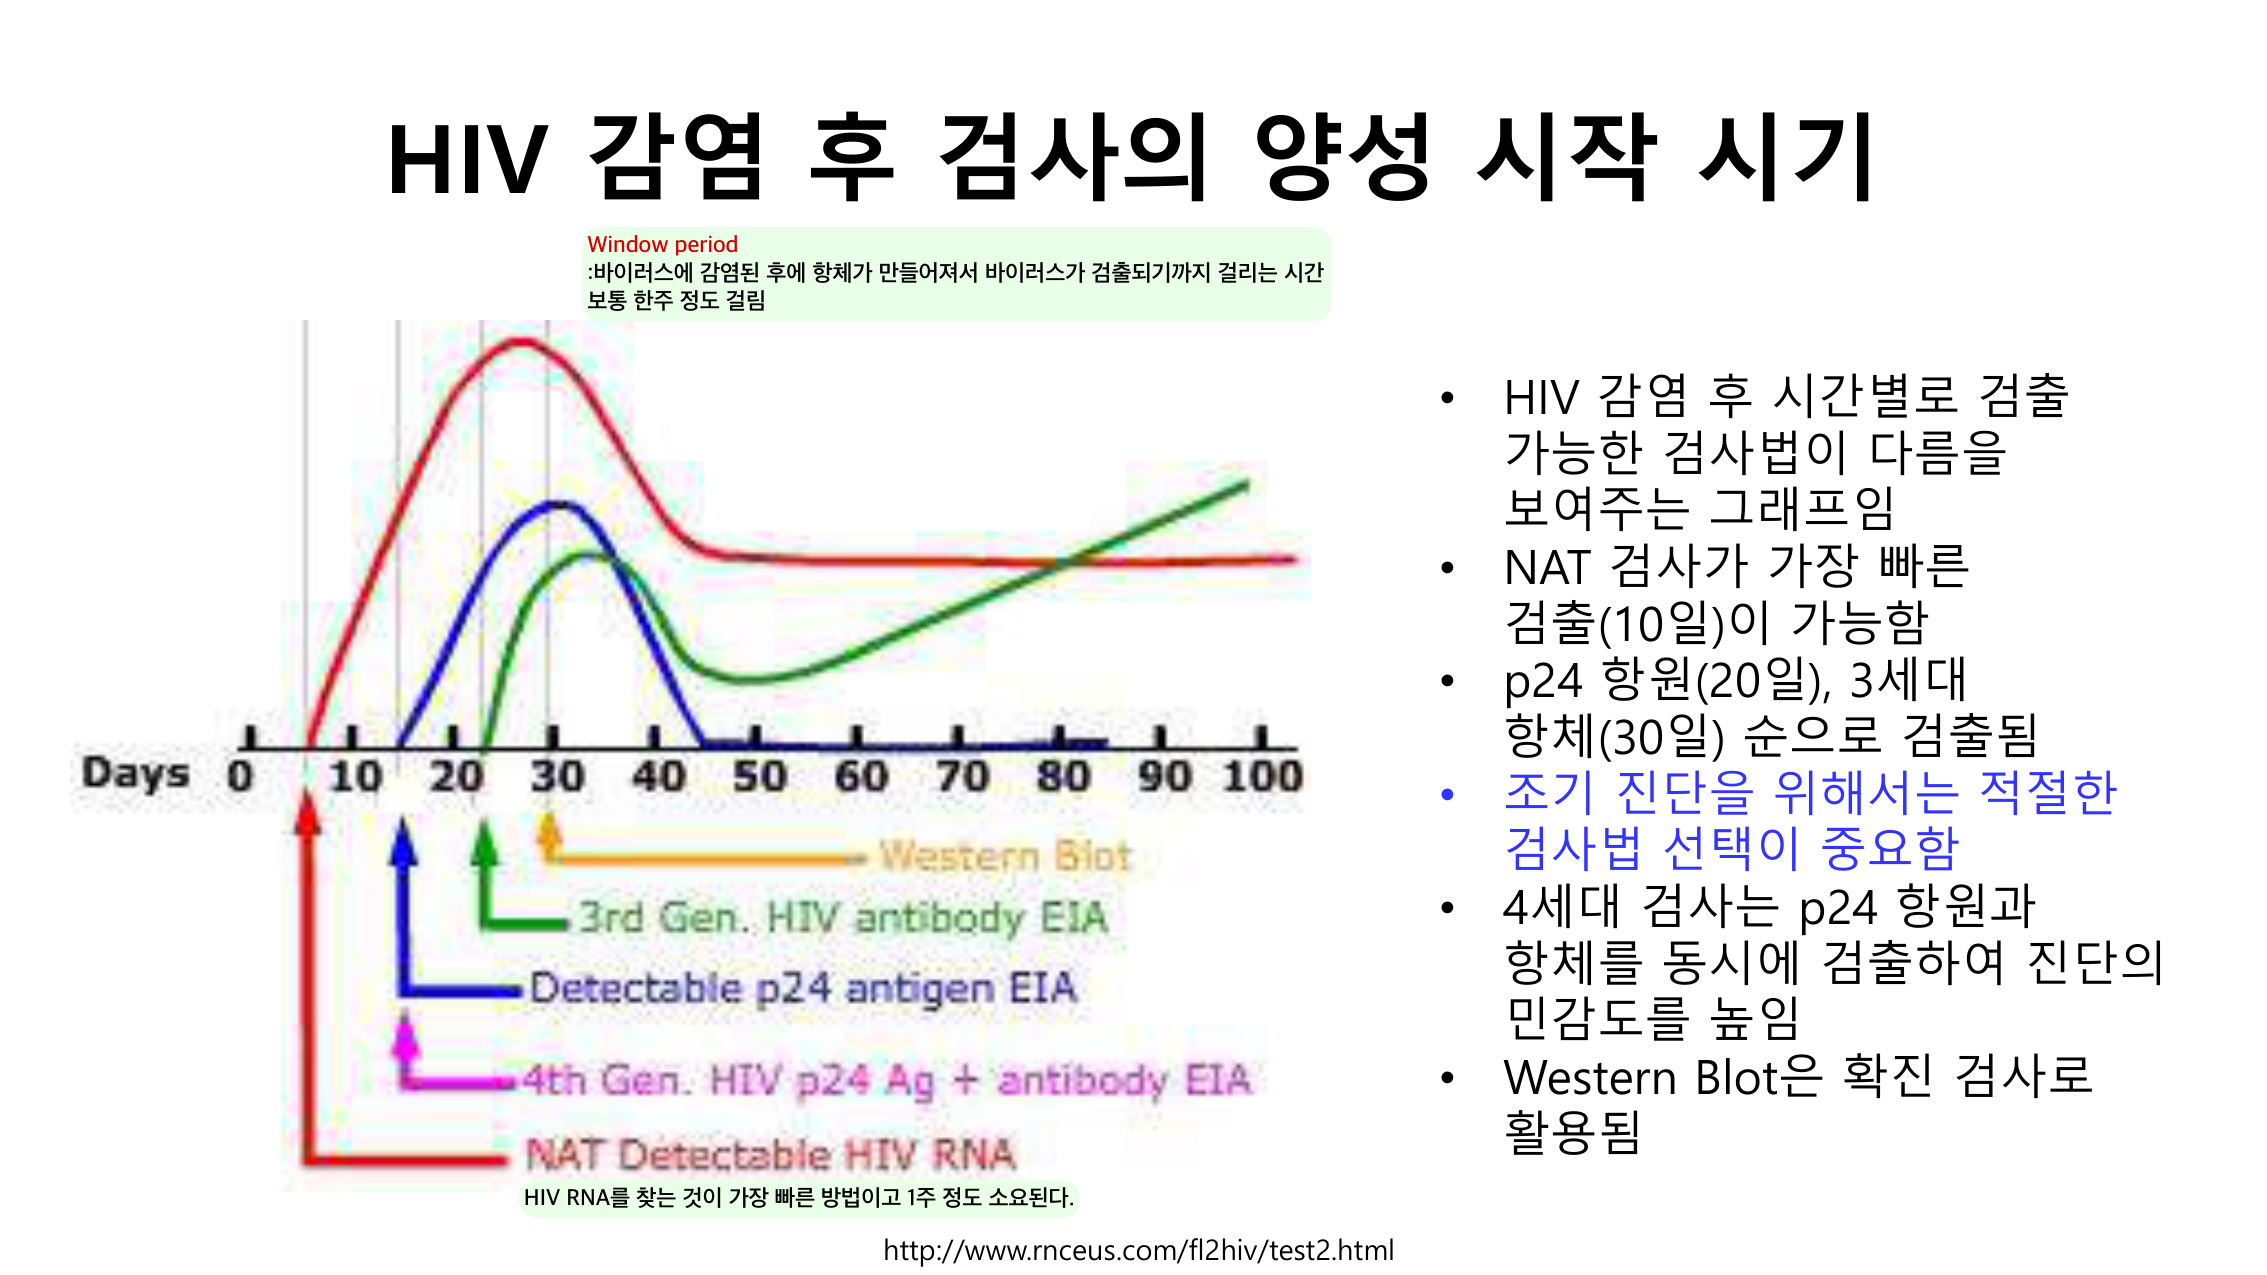 HIV 감염 후 검사의 양성 시작 시기
Window period
:바이러스에 감염된 후에 항체가 만들어져서 바이러스가 검출되기까지 걸리는 시간
보통 한주 정도 걸림
Days 0 10 20 30 40 50 60 70 80 90 100
Western Blot
3rd Gen. HIV antibody EIA
Detectable p24 antigen EIA
4th Gen. HIV p24 Ag + antibody EIA
NAT Detectable HIV RNA
HIV RNA를 찾는 것이 가장 빠른 방법이고 1주 정도 소요된다.
• HIV 감염 후 시간별로 검출
가능한 검사법이 다름을
보여주는 그래프임
• NAT 검사가 가장 빠른
검출(10일)이 가능함
• p24 항원(20일), 3세대
항체(30일) 순으로 검출됨
• 조기 진단을 위해서는 적절한
검사법 선택이 중요함
• 4세대 검사는 p24 항원과
항체를 동시에 검출하여 진단의
민감도를 높임
• Western Blot은 확진 검사로
활용됨
http://www.rnceus.com/fl2hiv/test2.html